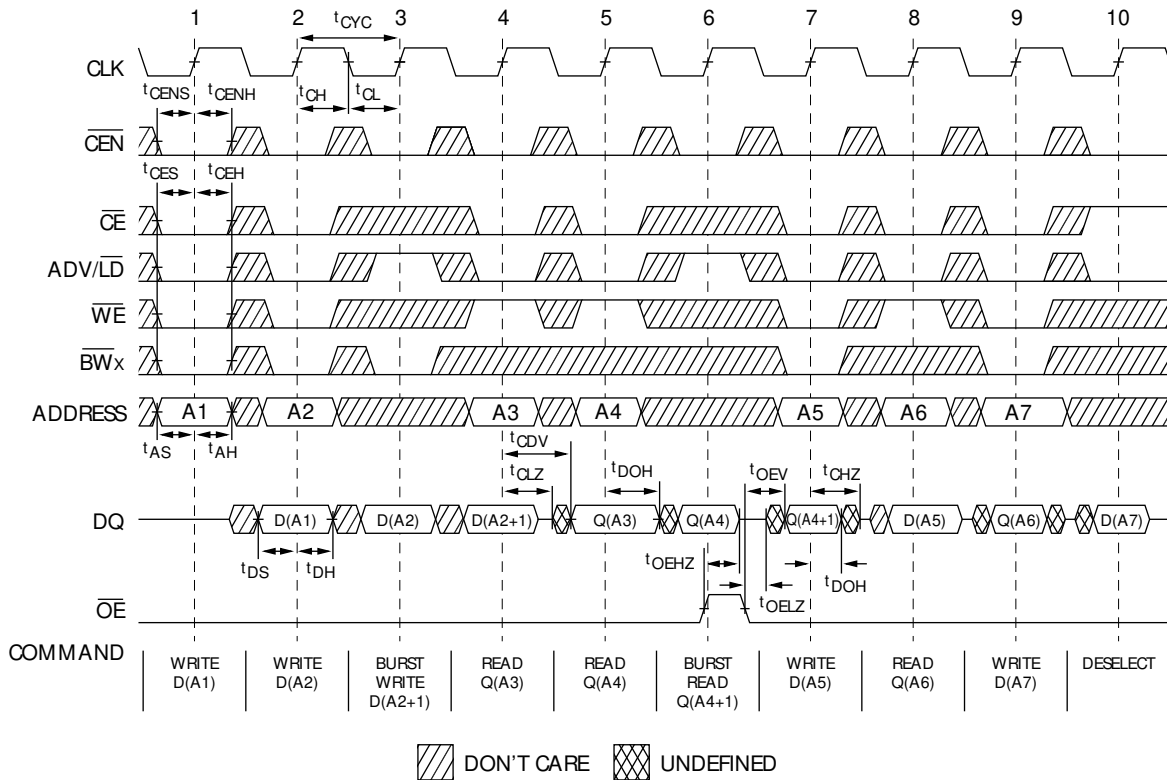 1 2 3 4 5 6 7 8 9 10
tCYC
CLK
tCENS tCENH tCH tCL
CEN
tCES tCEH
CE
ADV/LD
WE
BWX
ADDRESS A1 A2 A3 A4 A5 A6 A7
tAS tAH tCDV
tCLZ tDOH tOEV tCHZ
DQ D(A1) D(A2) D(A2+1) Q(A3) Q(A4) Q(A4+1) D(A5) Q(A6) D(A7)
tDS tDH tOEHZ tDOH
tOELZ
OE
COMMAND
WRITE D(A1)
WRITE D(A2)
BURST WRITE D(A2+1)
READ Q(A3)
READ Q(A4)
BURST READ Q(A4+1)
WRITE D(A5)
READ Q(A6)
WRITE D(A7)
DESELECT
DON'T CARE UNDEFINED